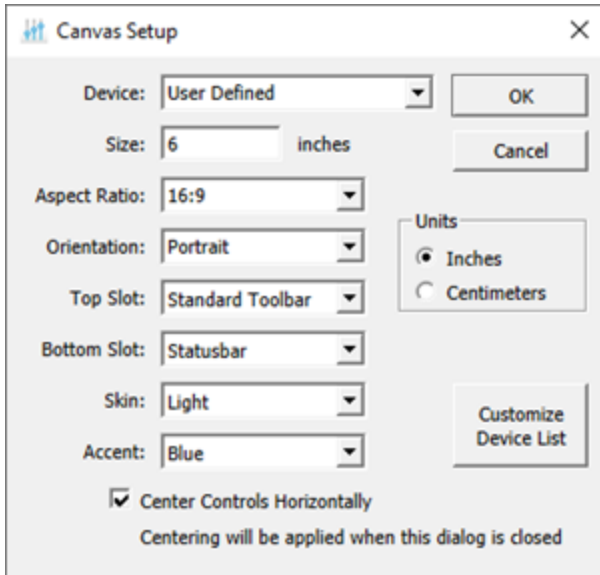 Canvas Setup
Device: User Defined OK
Size: 6 inches Cancel
Aspect Ratio: 16:9
Units
Orientation: Portrait Inches
Top Slot: Standard Toolbar Centimeters
Bottom Slot: Statusbar
Skin: Light Customize
Device List
Accent: Blue
Center Controls Horizontally
Centering will be applied when this dialog is closed